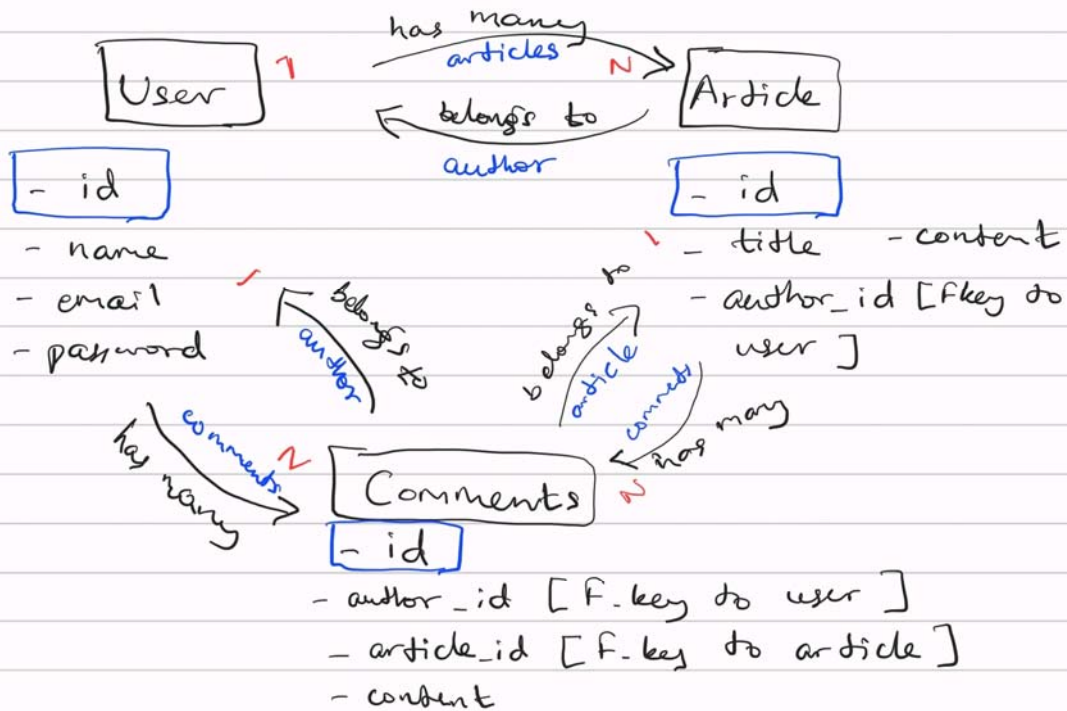 has many
articles
1
N
User
Article
belongs to
author
- id
- id
- name
- title - content
1
1
- email
- author_id [Fkey to
- password
user ]
belongs to
author
belongs to
article
comments
has many
comments
has many
N
N
Comments
- id
- author_id [F.key to user ]
- article_id [F.key to article ]
- content